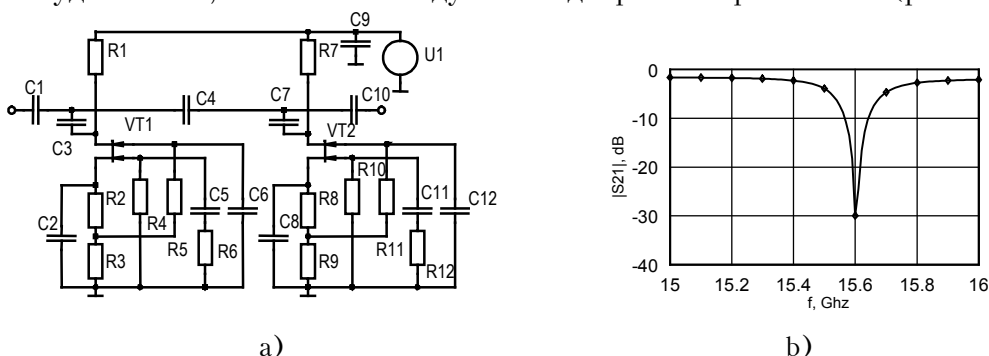 C9
R1
R7
U1
C1
C4
C7
C10
VT1
VT2
C3
R10
R2
C5
C6
R8
C11
C12
C2
R4
C8
R5
R6
R11
R3
R9
R12
a)
0
-10
-20
-30
-40
|S21|, dB
15 15.2 15.4 15.6 15.8 16
f, Ghz
b)